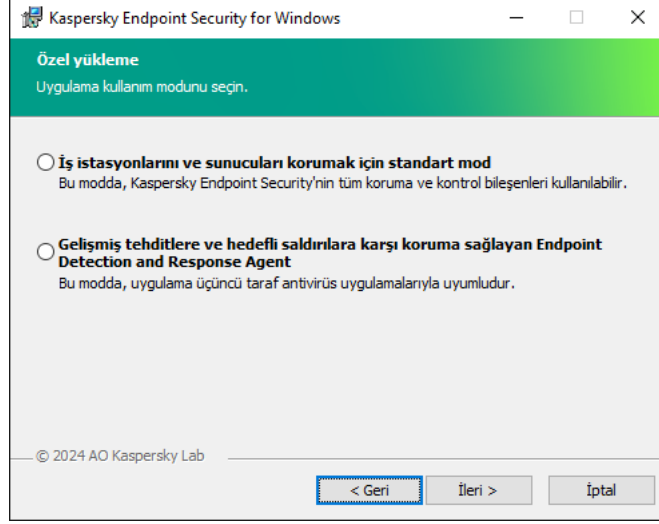 Kaspersky Endpoint Security for Windows
Özel yükleme
Uygulama kullanım modunu seçin.
İş istasyonlarını ve sunucuları korumak için standart mod
Bu modda, Kaspersky Endpoint Security'nin tüm koruma ve kontrol bileşenleri kullanılabilir.
Gelişmiş tehditlere ve hedefli saldırılara karşı koruma sağlayan Endpoint
Detection and Response Agent
Bu modda, uygulama üçüncü taraf antivirüs uygulamalarıyla uyumludur.
© 2024 AO Kaspersky Lab
< Geri
İleri >
İptal